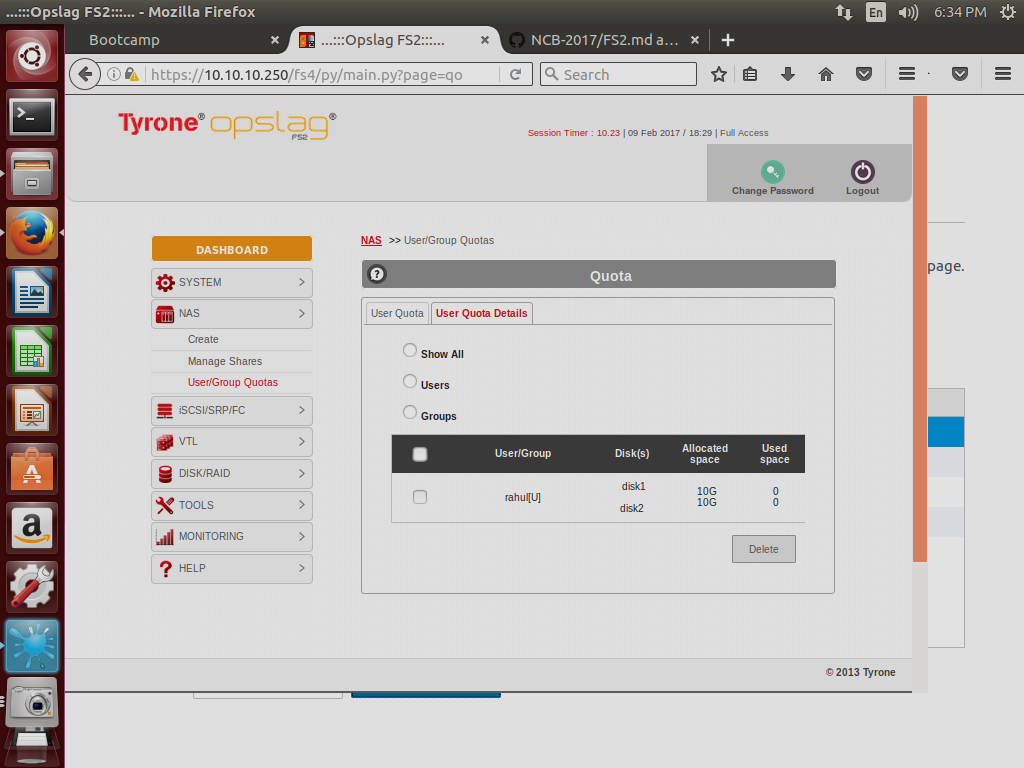 ...:::Opslag FS2:::... - Mozilla Firefox
En
6:34 PM
Bootcamp
...:::Opslag FS2:::...
NCB-2017/FS2.md a...
https://10.10.10.250/fs4/py/main.py?page=qo
Search
Tyrone® opslag®
FS2
Session Timer : 10.23 | 09 Feb 2017 / 18:29 | Full Access
Change Password
Logout
DASHBOARD
SYSTEM
NAS
Create
Manage Shares
User/Group Quotas
iSCSI/SRP/FC
VTL
DISK/RAID
TOOLS
MONITORING
HELP
NAS >> User/Group Quotas
Quota
User Quota
User Quota Details
Show All
Users
Groups
User/Group Disk(s) Allocated space Used space
rahul[U] disk1 10G 0
disk2 10G 0
Delete
page.
© 2013 Tyrone